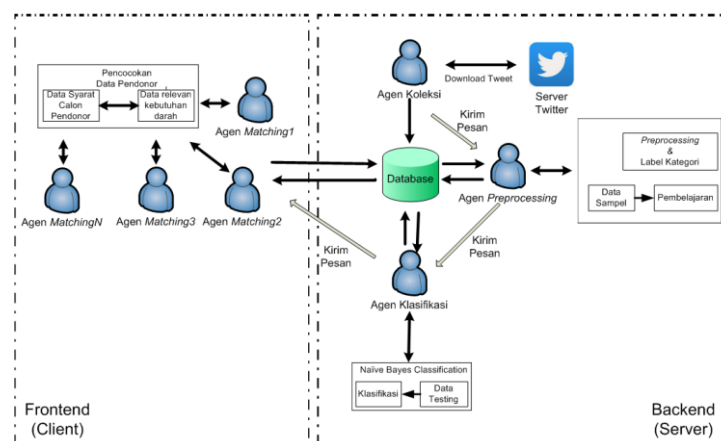 Pencocokan
Data Pendonor
Data Syarat
Calon
Pendonor
Data relevan
kebutuhan
darah
Agen Matching1
Agen MatchingN
Agen Matching3
Agen Matching2
Frontend
(Client)
Agen Koleksi
Download Tweet
Server
Twitter
Kirim
Pesan
Database
Agen Preprocessing
Preprocessing
&
Label Kategori
Data
Sampel
Pembelajaran
Kirim
Pesan
Kirim
Pesan
Agen Klasifikasi
Naïve Bayes Classification
Klasifikasi
Data
Testing
Backend
(Server)